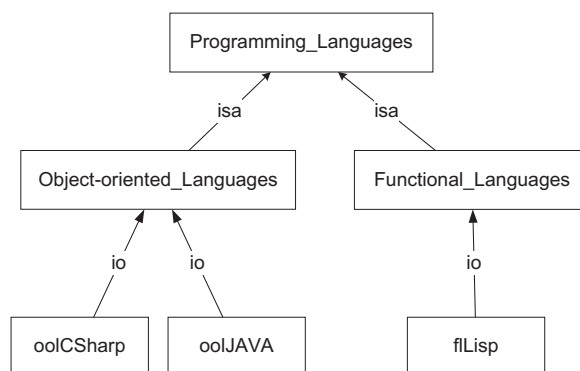 Programming_Languages
isa
isa
Object-oriented_Languages
Functional_Languages
io
io
io
oolCSharp
oolJAVA
flLisp